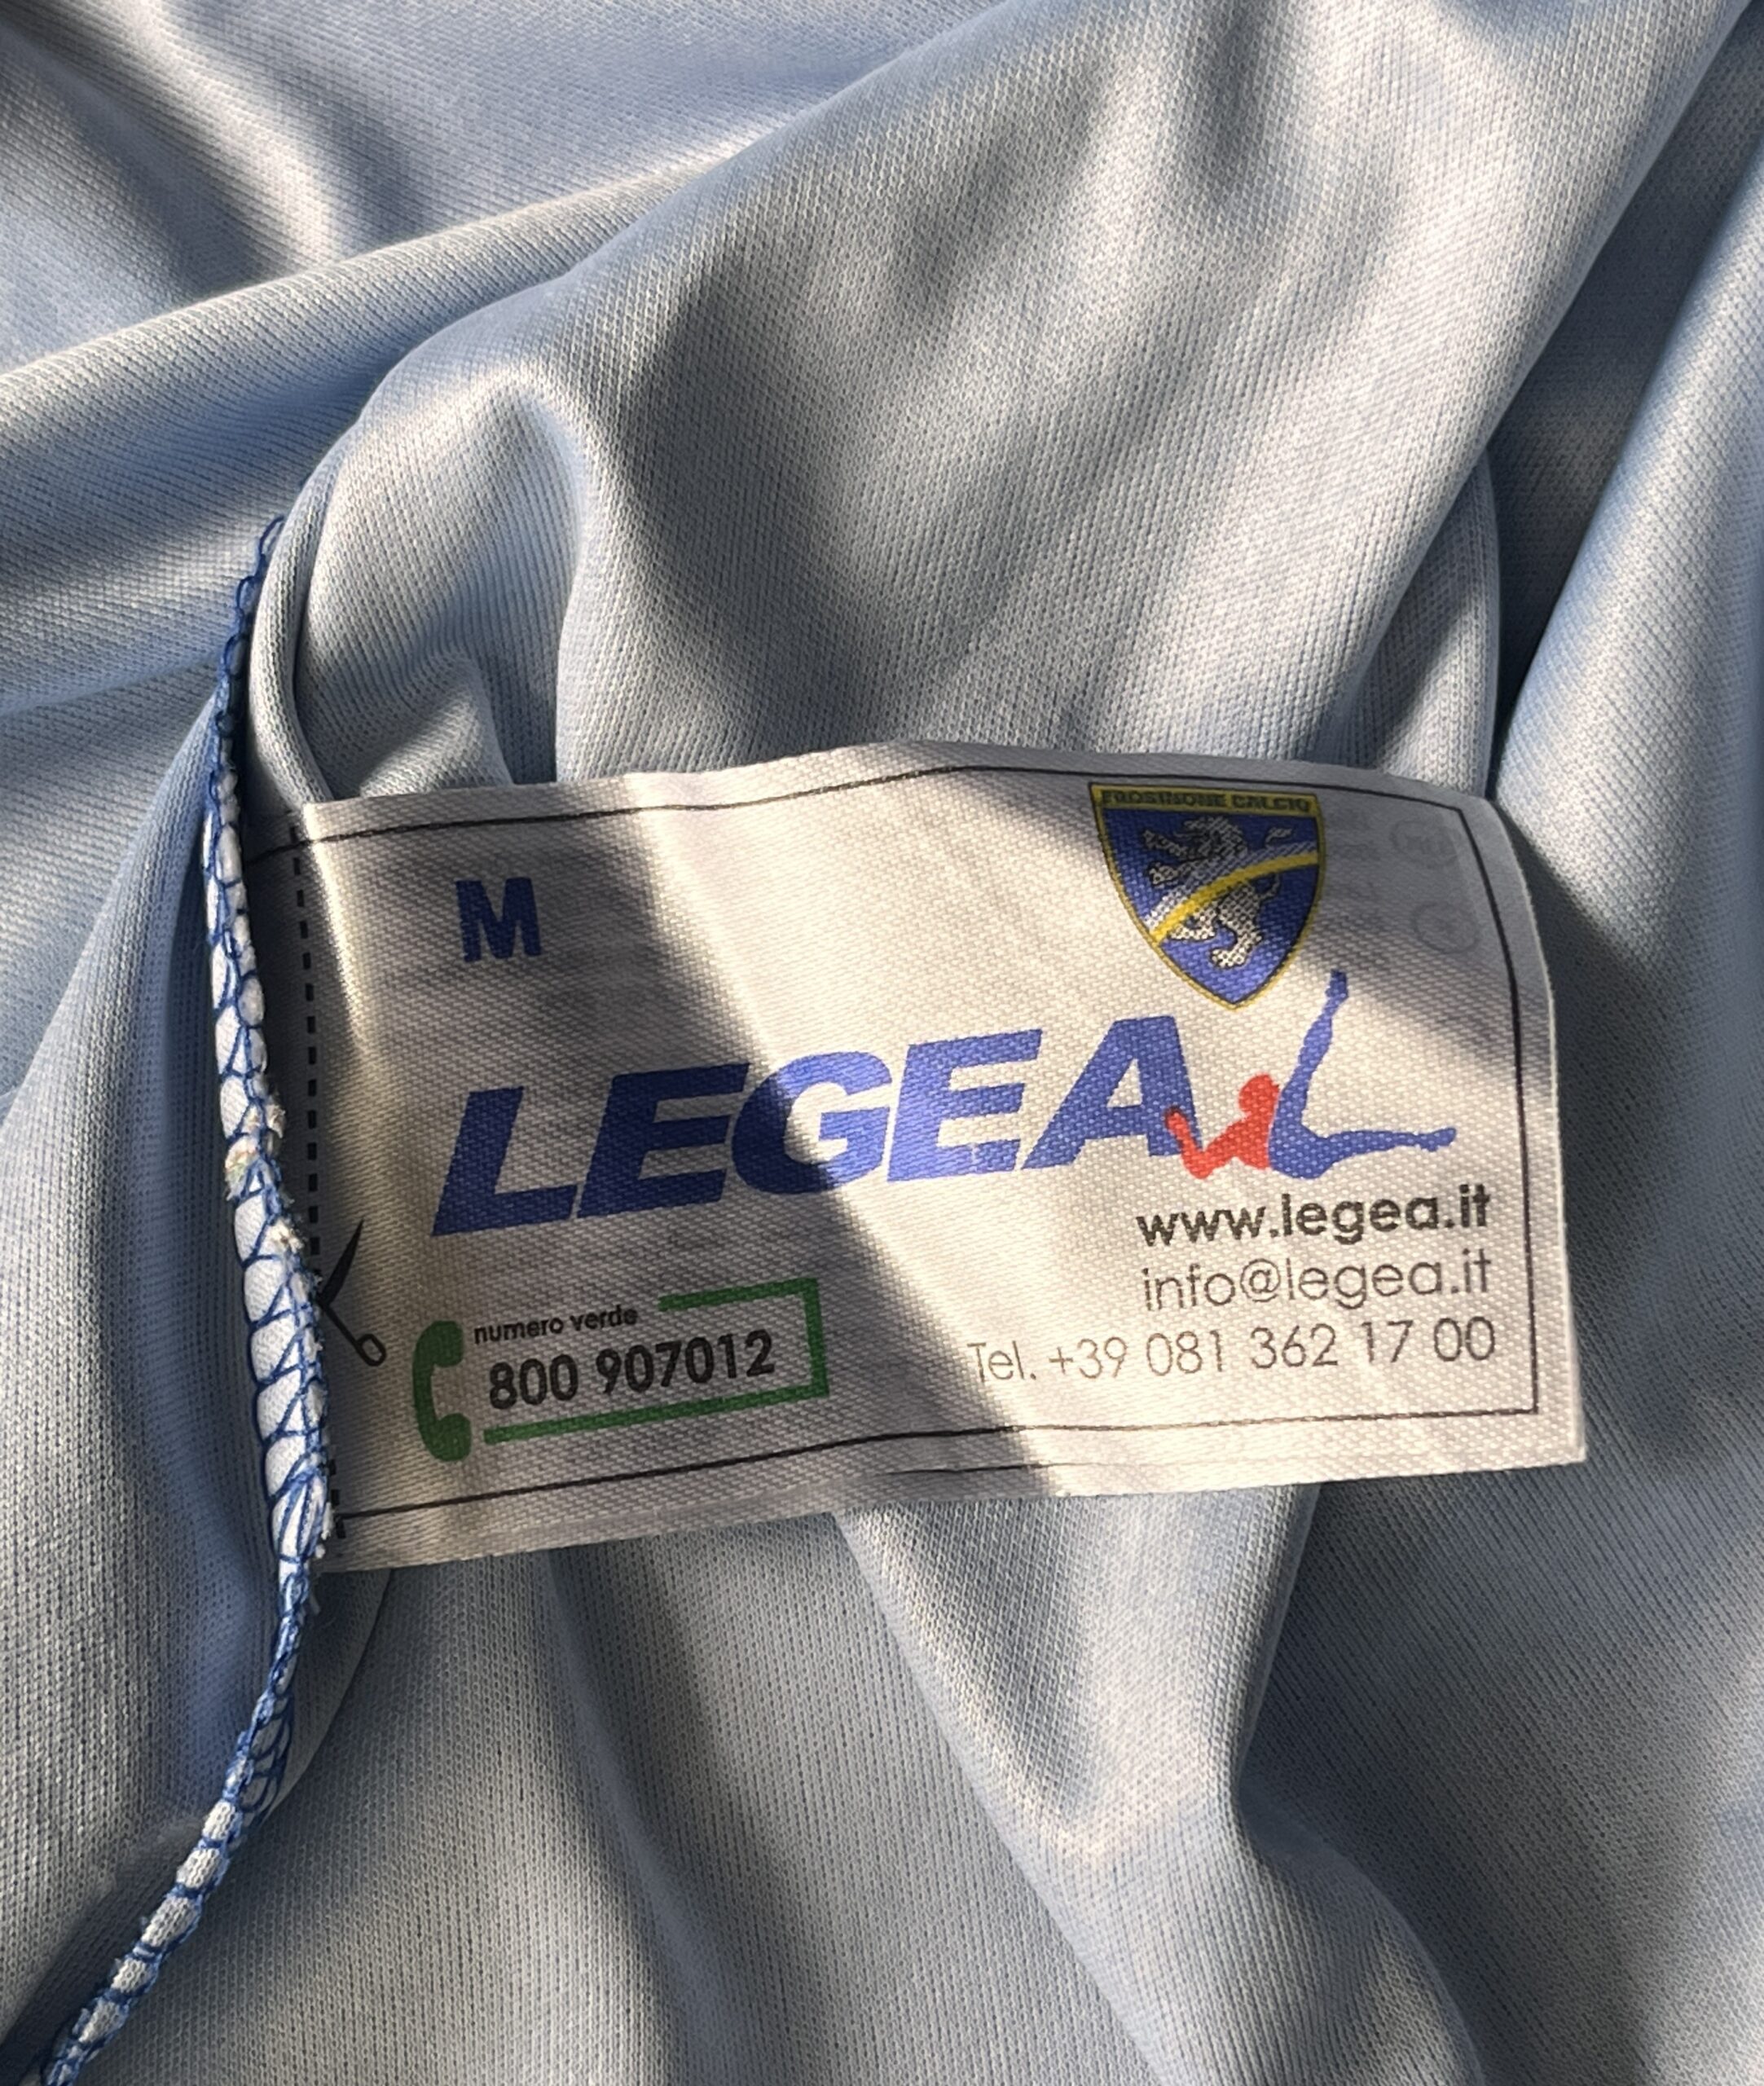 FROSINONE CALCIO
M
LEGEA
www.legea.it
info@legea.it
Tel. +39 081 362 17 00
numero verde
800 907012